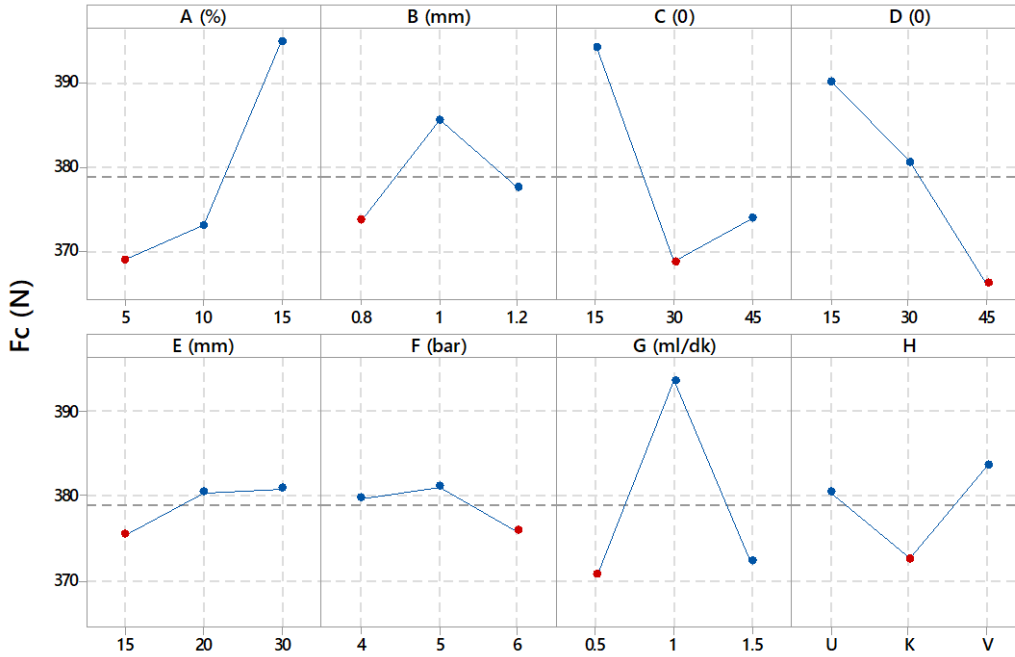 A (%) B (mm) C (0) D (0)
390
380
370
5 10 15 0.8 1 1.2 15 30 45 15 30 45
Fc (N)
E (mm) F (bar) G (ml/dk) H
390
380
370
15 20 30 4 5 6 0.5 1 1.5 U K V